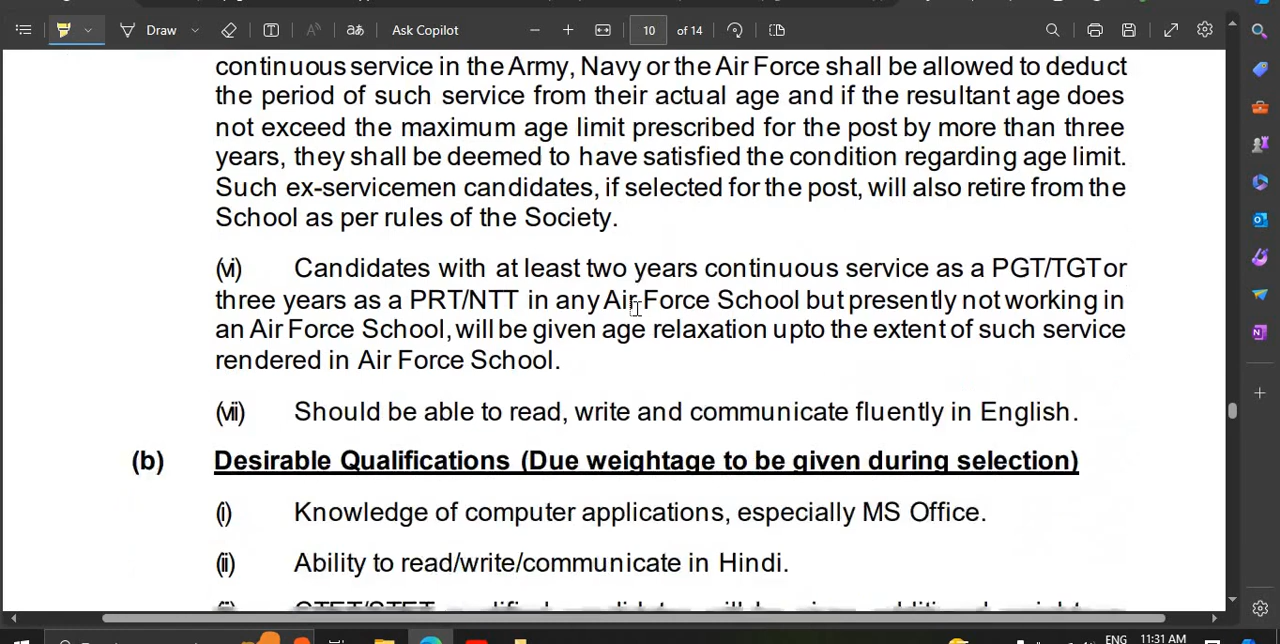 Draw
aあ
Ask Copilot
10
of 14
continuous service in the Army, Navy or the Air Force shall be allowed to deduct
the period of such service from their actual age and if the resultant age does
not exceed the maximum age limit prescribed for the post by more than three
years, they shall be deemed to have satisfied the condition regarding age limit.
Such ex-servicemen candidates, if selected for the post, will also retire from the
School as per rules of the Society.
(vi) Candidates with at least two years continuous service as a PGT/TGT or
three years as a PRT/NTT in any Air Force School but presently not working in
an Air Force School, will be given age relaxation upto the extent of such service
rendered in Air Force School.
(vii) Should be able to read, write and communicate fluently in English.
(b) Desirable Qualifications (Due weightage to be given during selection)
(i) Knowledge of computer applications, especially MS Office.
(ii) Ability to read/write/communicate in Hindi.
ENG
11:31 AM